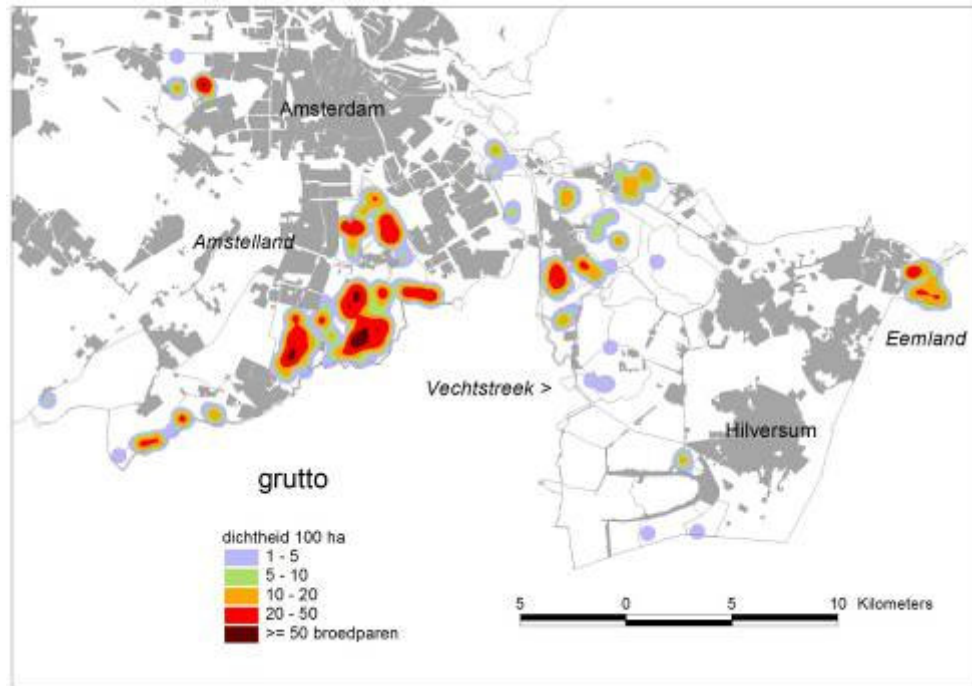 Amsterdam
Amstelland
Eemland
Vechtstreek >
Hilversum
grutto
dichtheid 100 ha
1 - 5
5 - 10
10 - 20
20 - 50
>= 50 broedparen
5 0 5 10 Kilometers